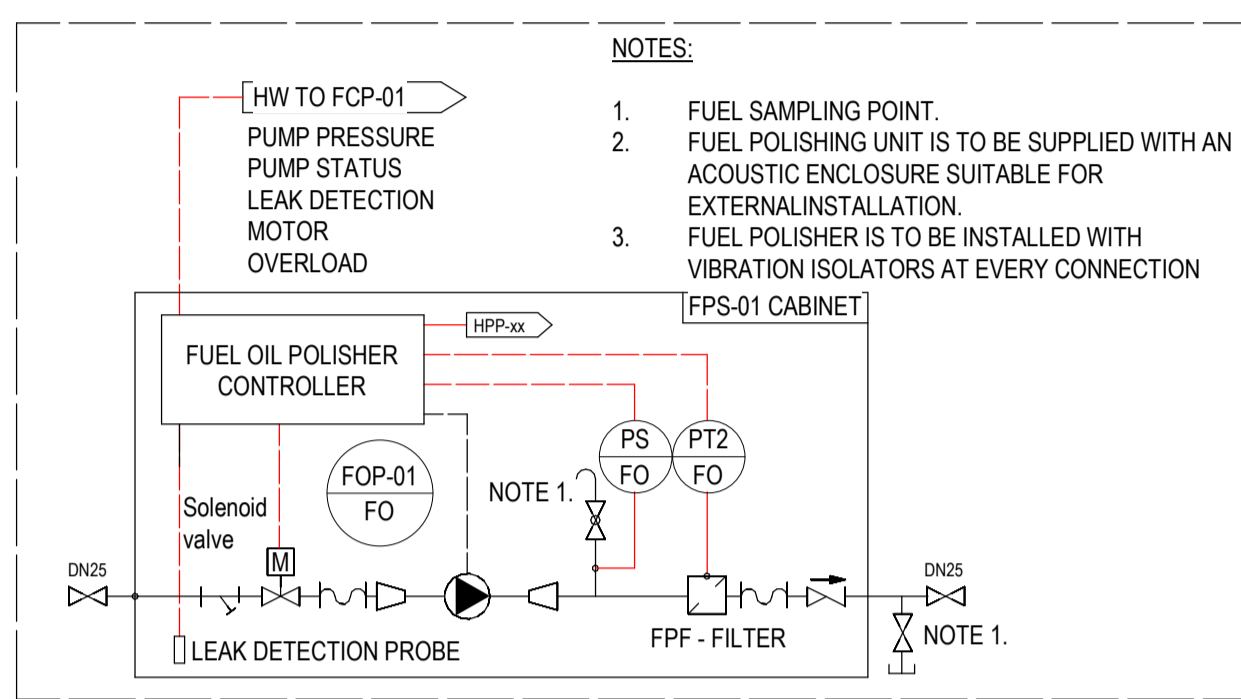 NOTES:
1. FUEL SAMPLING POINT.
2. FUEL POLISHING UNIT IS TO BE SUPPLIED WITH AN
ACOUSTIC ENCLOSURE SUITABLE FOR
EXTERNALINSTALLATION.
3. FUEL POLISHER IS TO BE INSTALLED WITH
VIBRATION ISOLATORS AT EVERY CONNECTION
HW TO FCP-01
PUMP PRESSURE
PUMP STATUS
LEAK DETECTION
MOTOR
OVERLOAD
FPS-01 CABINET
HPP-xx
FUEL OIL POLISHER
CONTROLLER
PS
FO
PT2
FO
FOP-01
FO
NOTE 1.
Solenoid
valve
M
DN25
DN25
FPF - FILTER
NOTE 1.
LEAK DETECTION PROBE